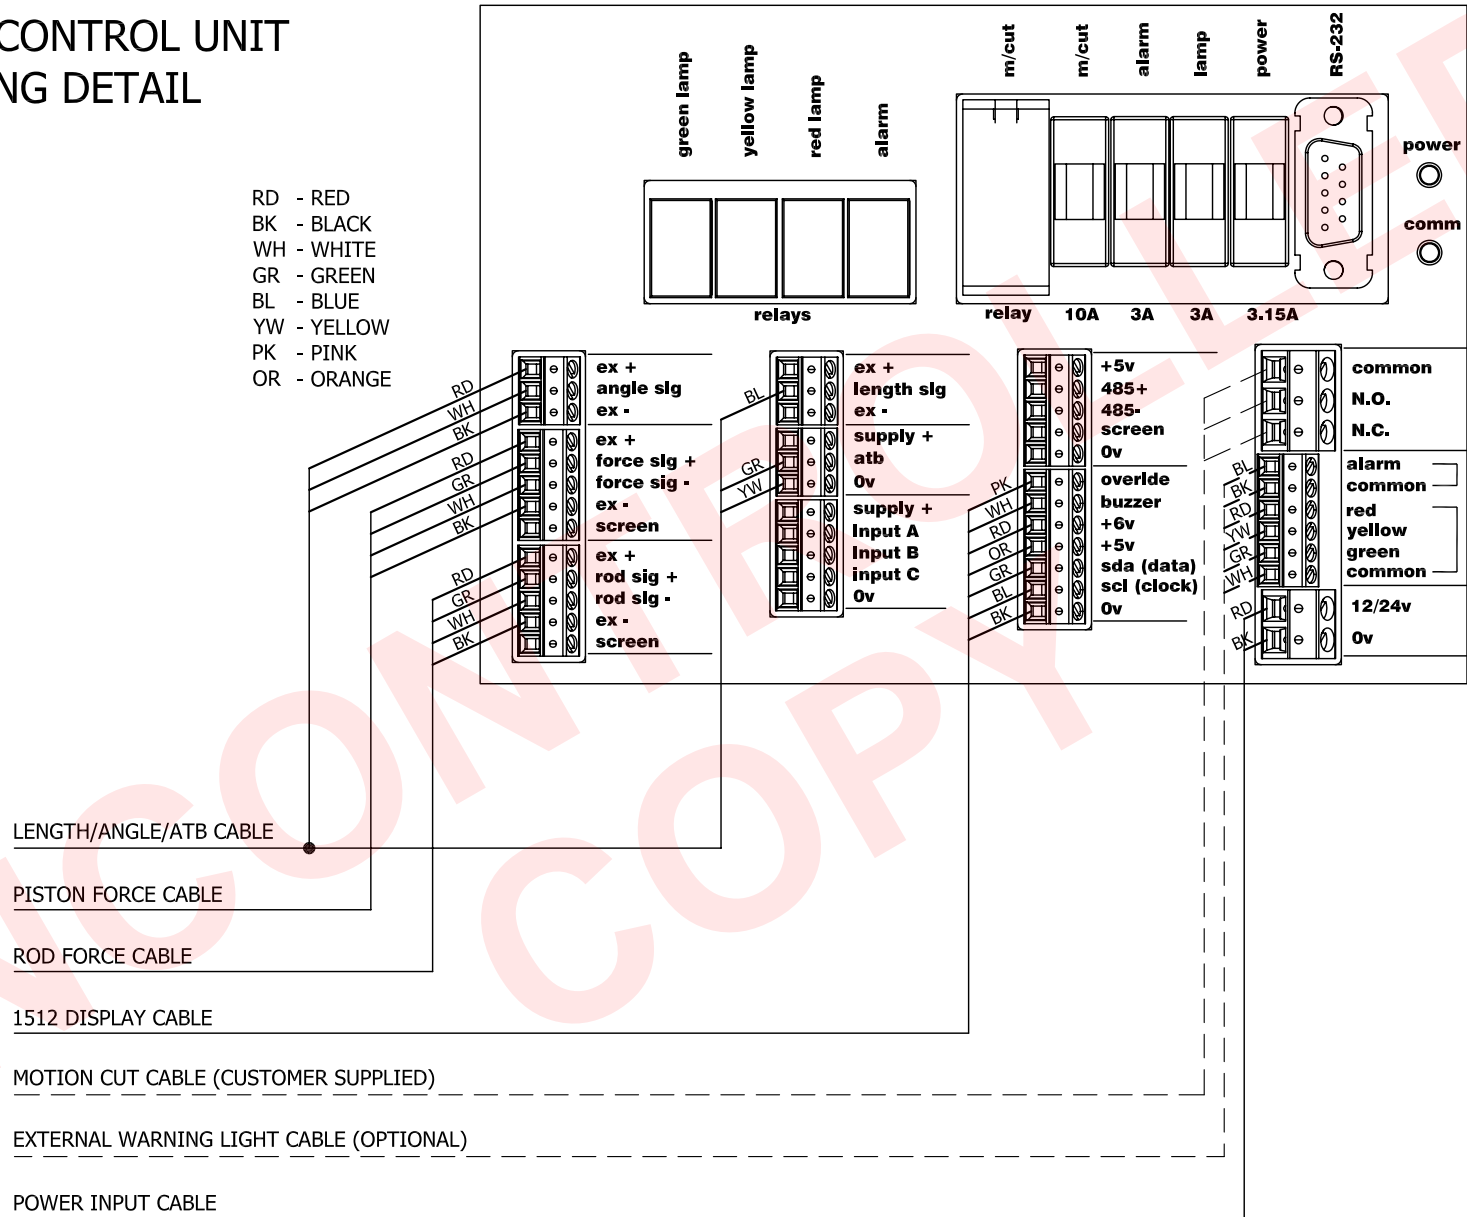 CONTROL UNIT
NG DETAIL
RD - RED
BK - BLACK
WH - WHITE
GR - GREEN
BL - BLUE
YW - YELLOW
PK - PINK
OR - ORANGE
green lamp
yellow lamp
red lamp
alarm
relays
m/cut
m/cut
alarm
lamp
power
RS-232
relay 10A 3A 3A 3.15A
power
comm
RD ex +
WH angle sig
BK ex -
RD ex +
GR force sig +
WH force sig -
BK ex -
screen
RD ex +
GR rod sig +
WH rod sig -
BK ex -
screen
ex +
BL length sig
ex -
supply +
GR atb
YW 0v
supply +
Input A
Input B
input C
0v
+5v
485+
485-
screen
0v
PK overide
WH buzzer
RD +6v
OR +5v
GR sda (data)
BL scl (clock)
BK 0v
common
N.O.
N.C.
BL alarm
BK common
RD red
YW yellow
GR green
WH common
RD 12/24v
BK 0v
LENGTH/ANGLE/ATB CABLE
PISTON FORCE CABLE
ROD FORCE CABLE
1512 DISPLAY CABLE
MOTION CUT CABLE (CUSTOMER SUPPLIED)
EXTERNAL WARNING LIGHT CABLE (OPTIONAL)
POWER INPUT CABLE
NCONTROLLE
COPY